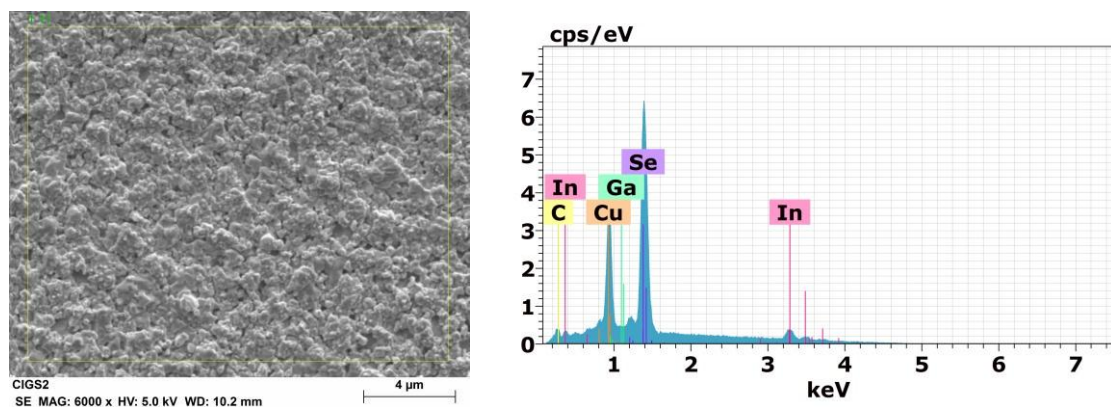 CIGS2
SE MAG: 6000 x HV: 5.0 kV WD: 10.2 mm
4 µm
cps/eV
7
6
5
4
3
2
1
0
Se
In
Ga
C
Cu
In
1 2 3 4 5 6 7
keV